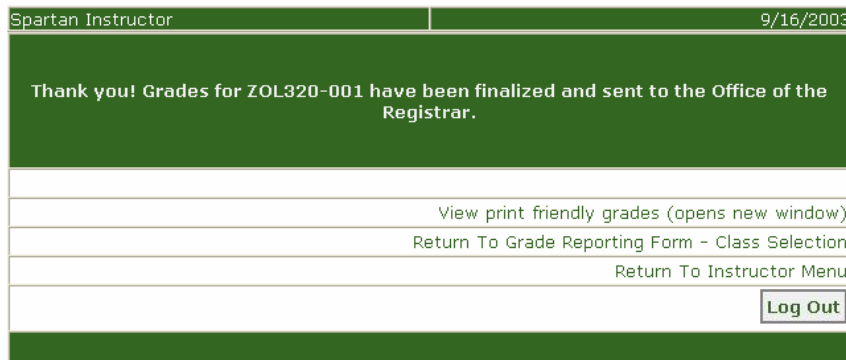 Spartan Instructor 9/16/2003
Thank you! Grades for ZOL320-001 have been finalized and sent to the Office of the
Registrar.
View print friendly grades (opens new window)
Return To Grade Reporting Form - Class Selection
Return To Instructor Menu
Log Out